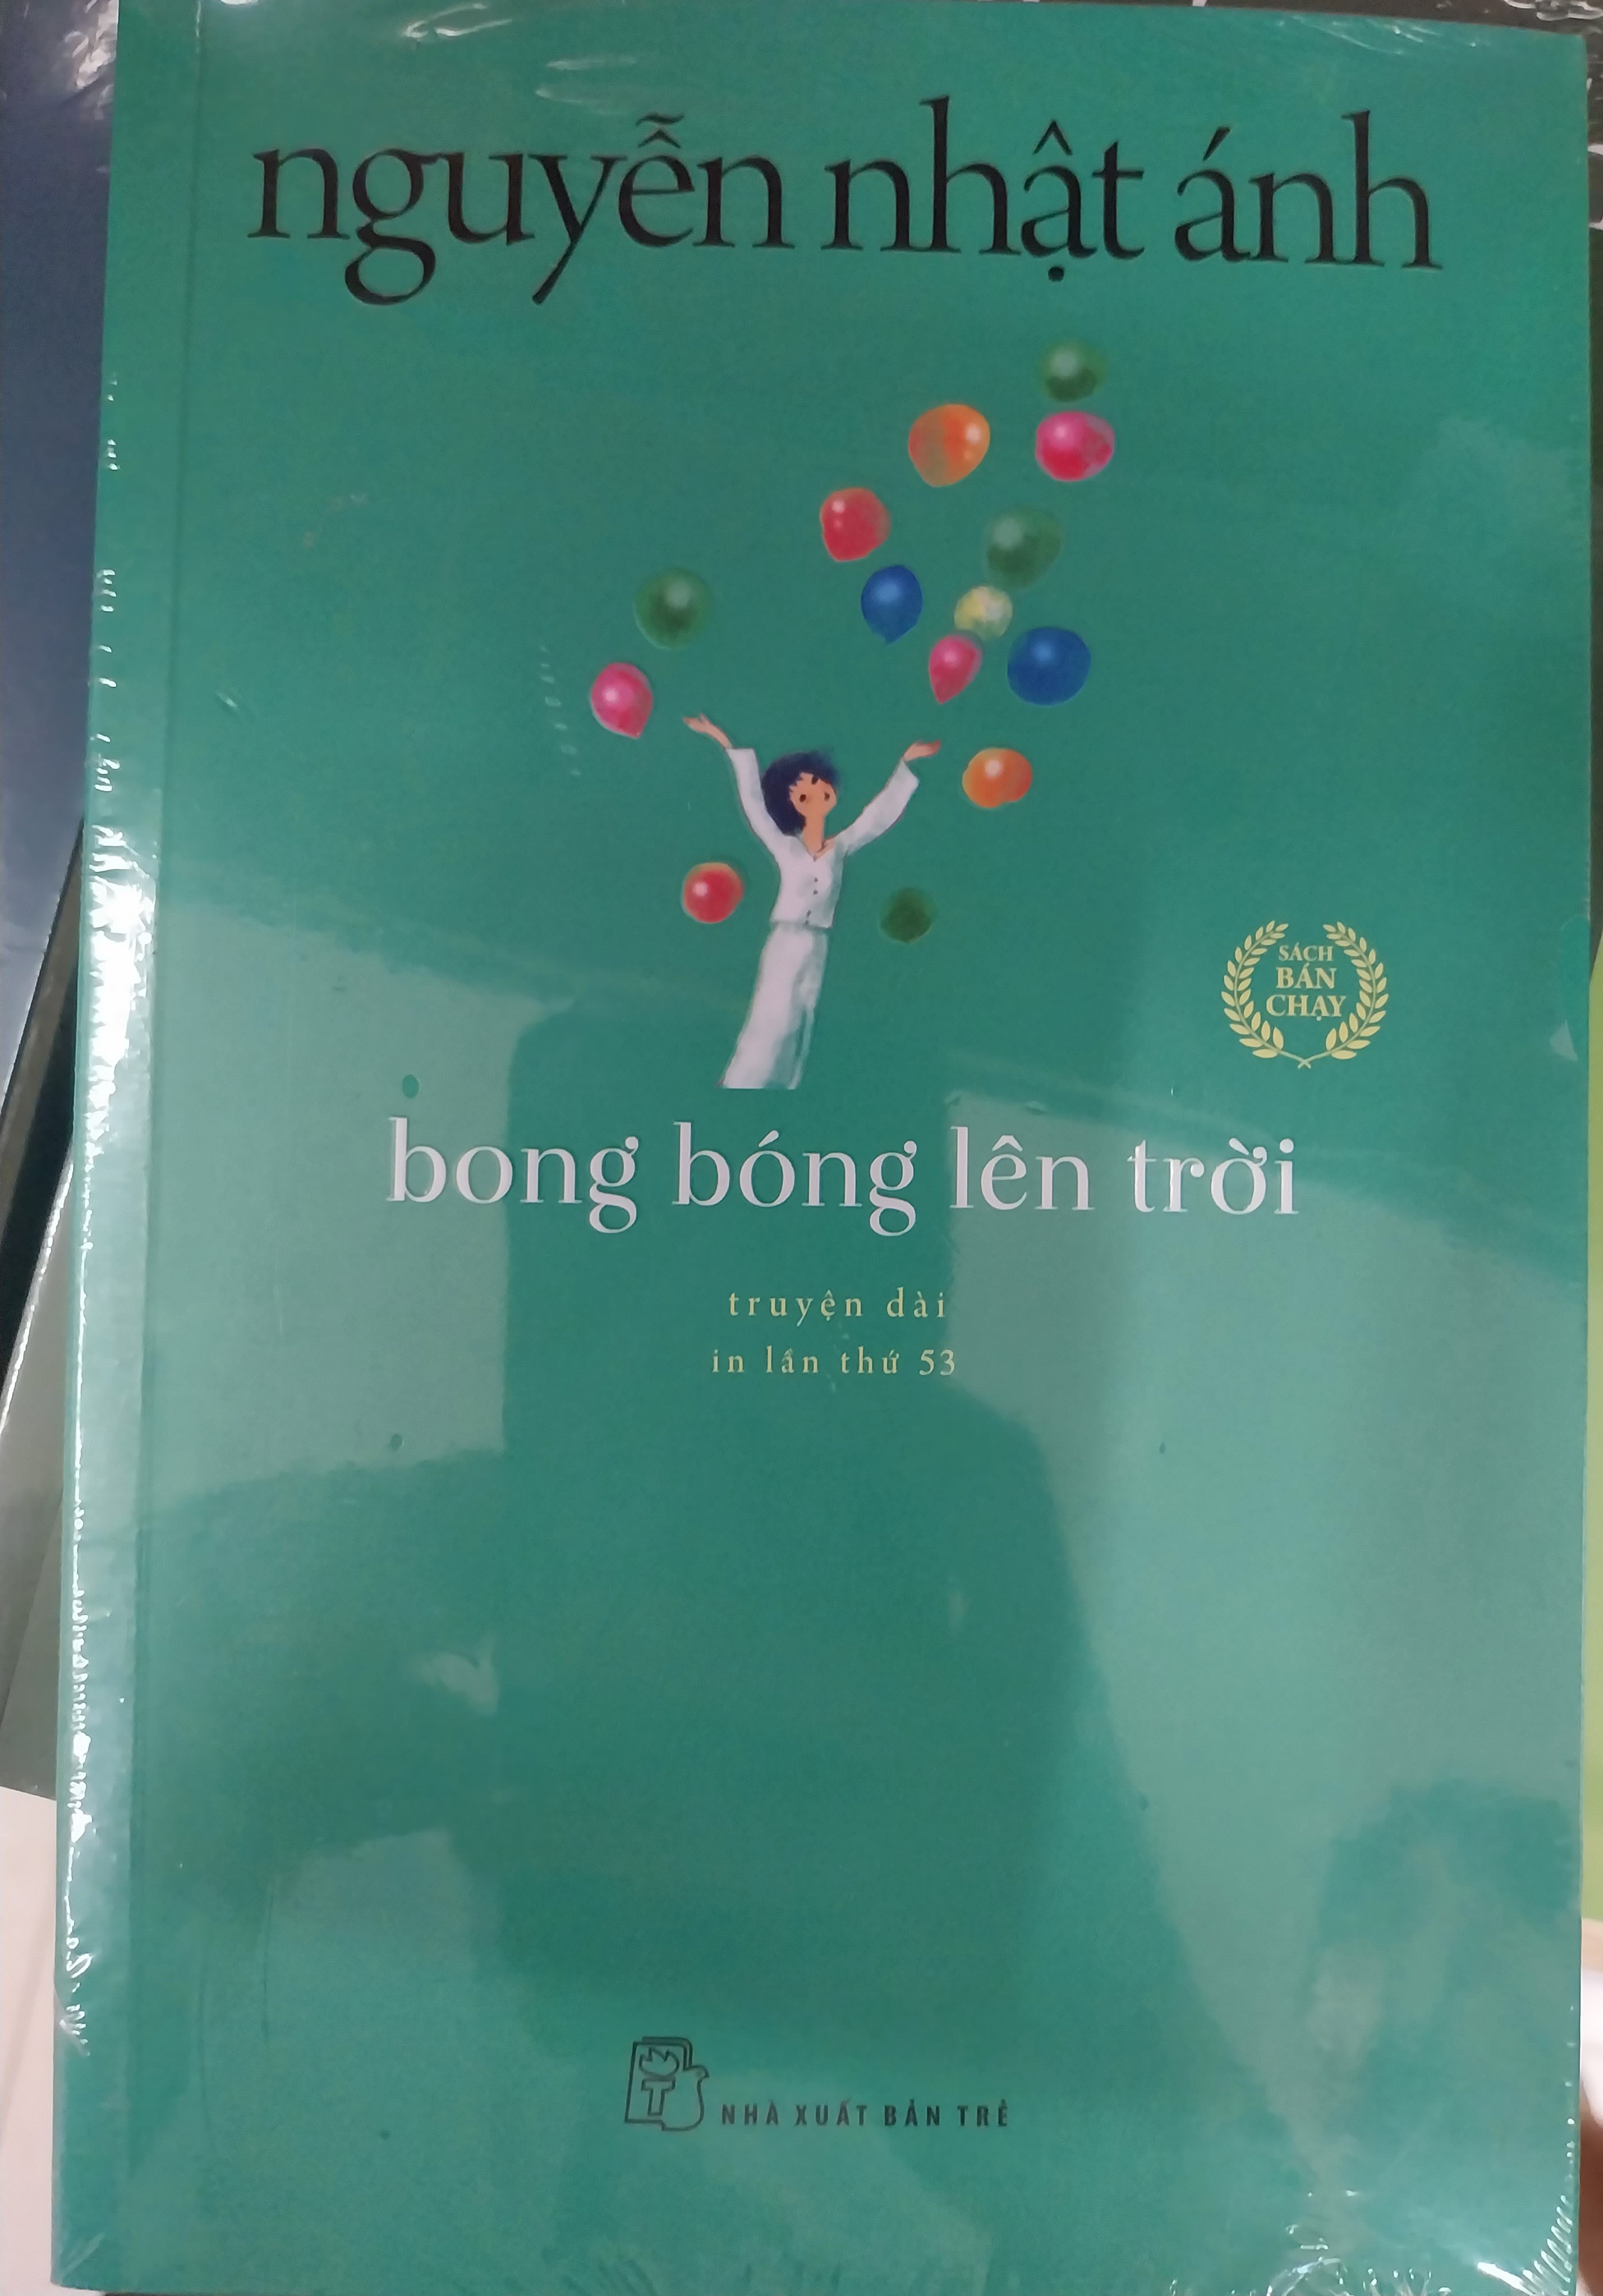 nguyễn nhật ánh
SÁCH
BÁN
CHẠY
bong bóng lên trời
truyện dài
in lần thứ 53
NHÀ XUẤT BẢN TRẺ